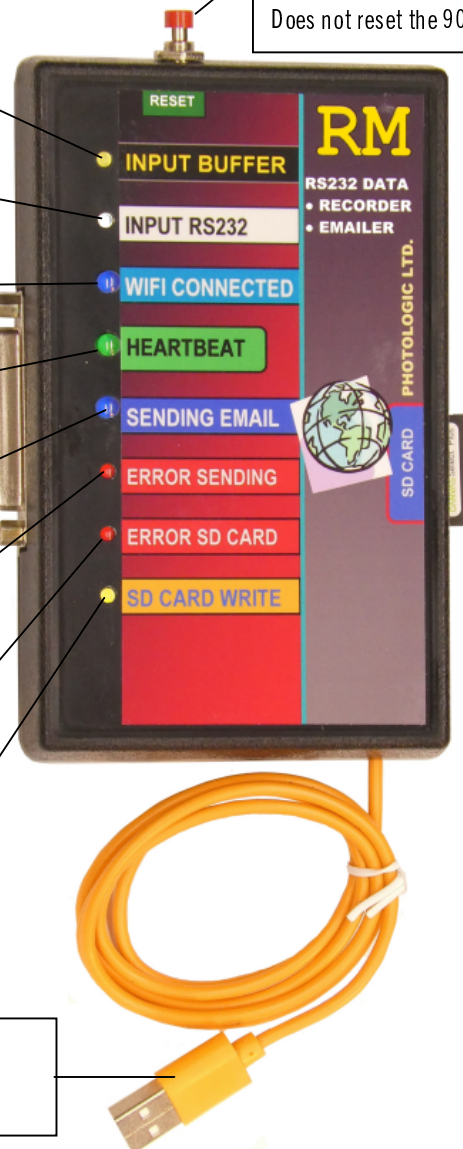 Does not reset the 90
RESET
RM
INPUT BUFFER
RS232 DATA
• RECORDER
• EMAILER
INPUT RS232
PHOTOLOGIC LTD.
WIFI CONNECTED
HEARTBEAT
SENDING EMAIL
SD CARD
ERROR SENDING
ERROR SD CARD
SD CARD WRITE